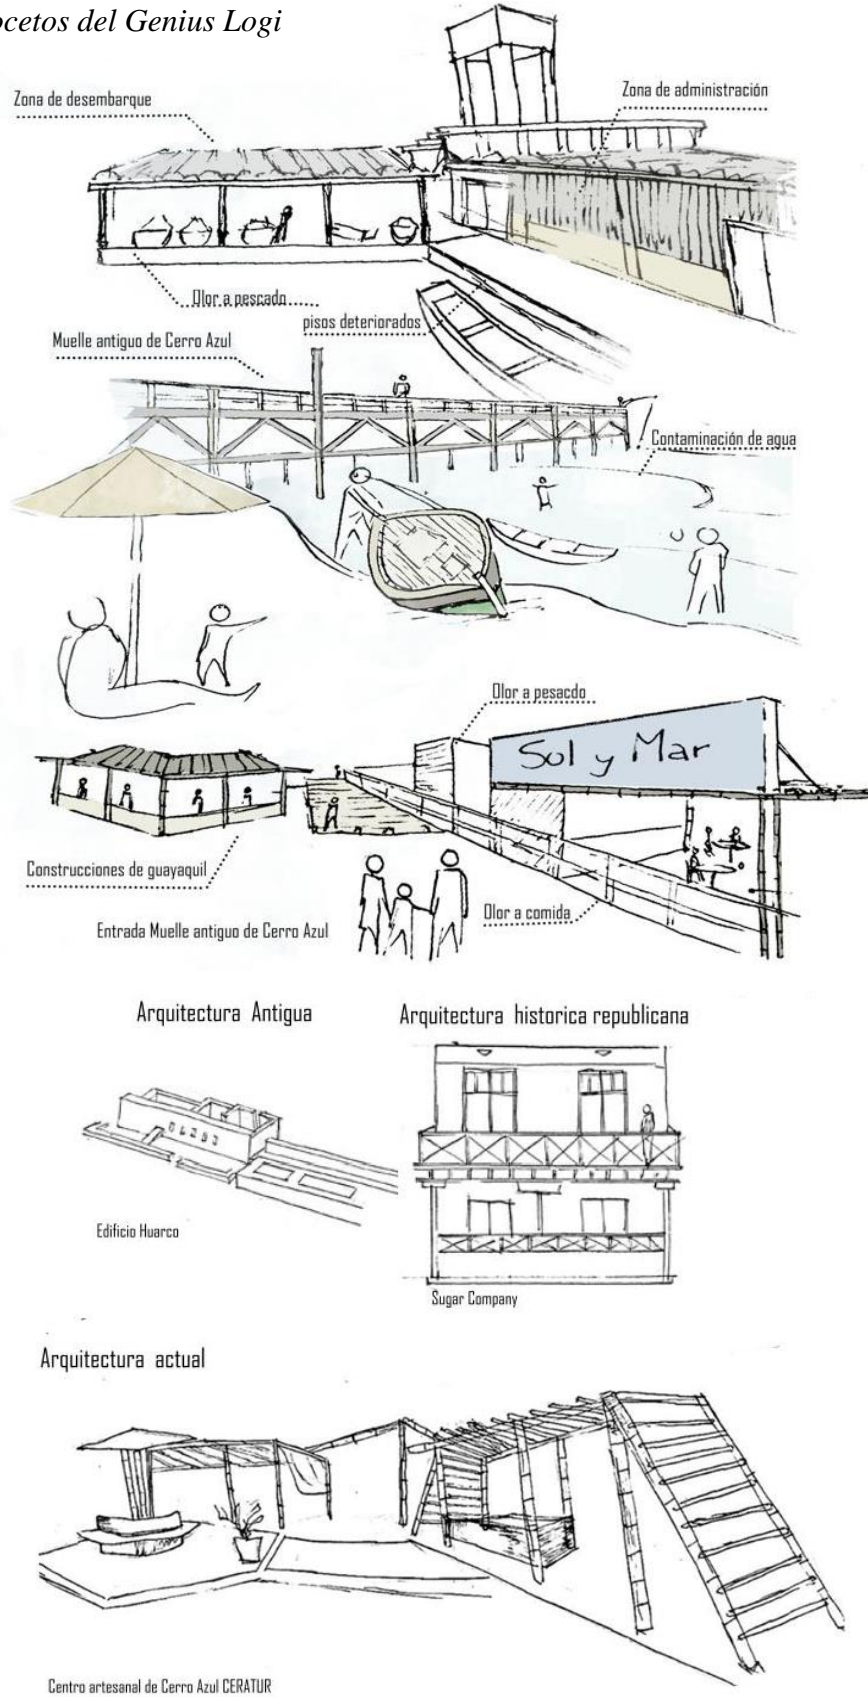 ocetos del Genius Logi
Zona de desembarque
Zona de administración
Olor a pescado
pisos deteriorados
Muelle antiguo de Cerro Azul
Contaminación de agua
Olor a pesacdo
Sol y Mar
Construcciones de guayaquil
Olor a comida
Entrada Muelle antiguo de Cerro Azul
Arquitectura Antigua
Arquitectura historica republicana
Edificio Huarco
Sugar Company
Arquitectura actual
Centro artesanal de Cerro Azul CERATUR